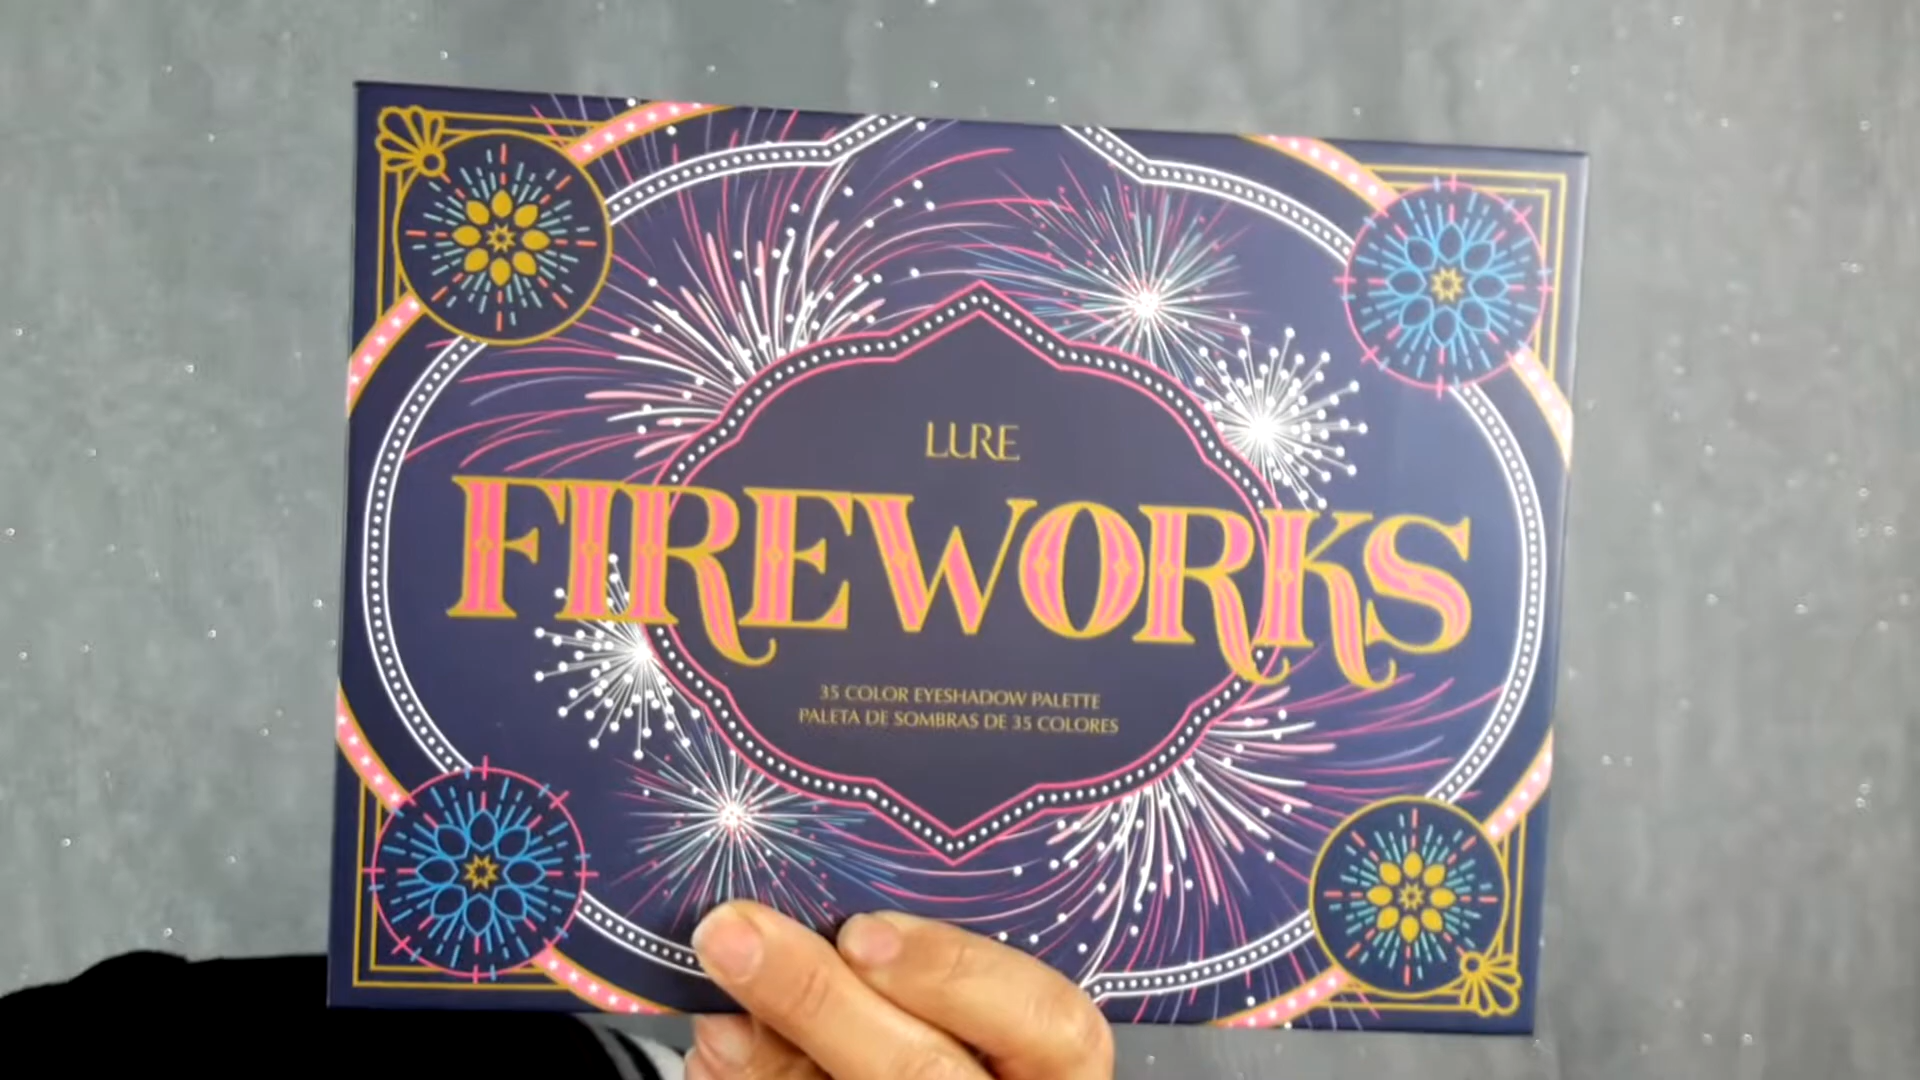 LURE
FIREWORKS
35 COLOR EYESHADOW PALETTE
PALETA DE SOMBRAS DE 35 COLORES